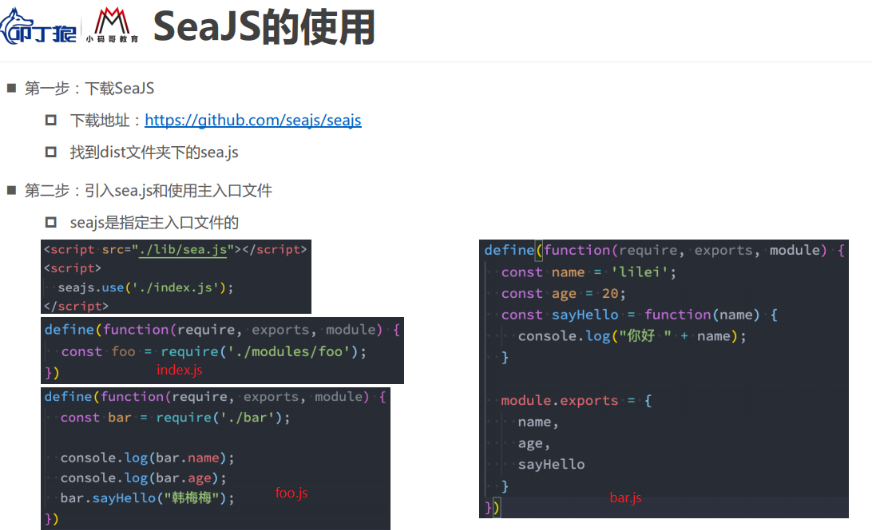 叩丁狼
小码哥教育
SeaJS的使用
第一步：下载SeaJS
下载地址：https://github.com/seajs/seajs
找到dist文件夹下的sea.js
第二步：引入sea.js和使用主入口文件
seajs是指定主入口文件的
<script src="./lib/sea.js"></script>
<script>
  seajs.use('./index.js');
</script>
define(function(require, exports, module) {
  const foo = require('./modules/foo');
})
index.js
define(function(require, exports, module) {
  const bar = require('./bar');

  console.log(bar.name);
  console.log(bar.age);
  bar.sayHello("韩梅梅");
})
foo.js
define(function(require, exports, module) {
  const name = 'lilei';
  const age = 20;
  const sayHello = function(name) {
    console.log("你好 " + name);
  }

  module.exports = {
    name,
    age,
    sayHello
  }
})
bar.js